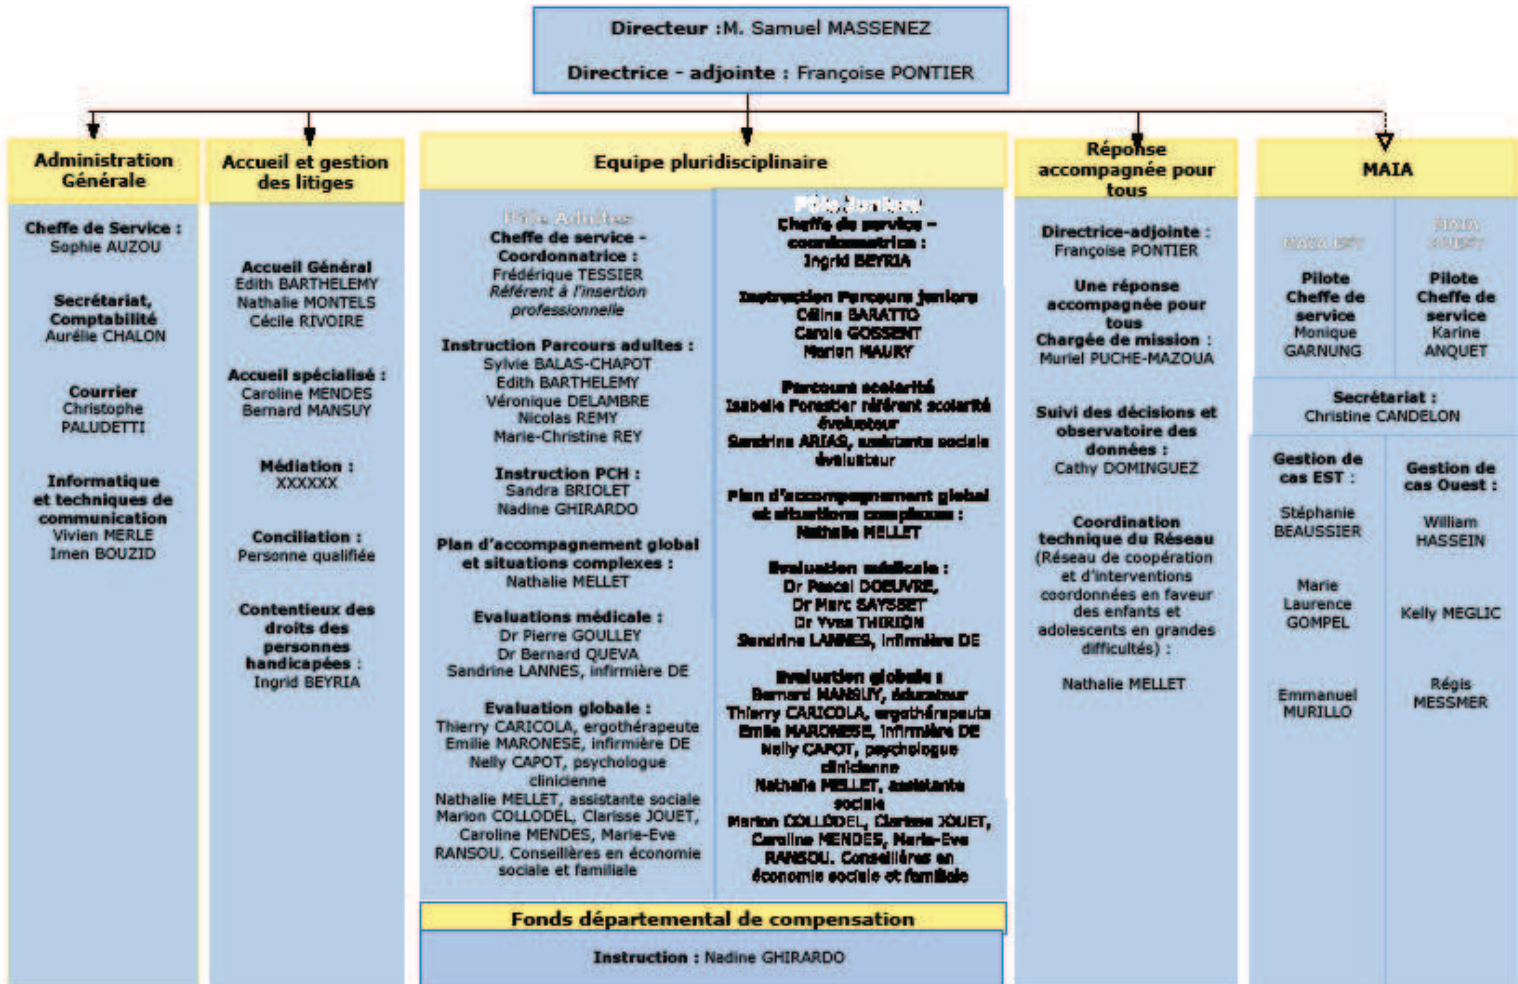 Directeur :M. Samuel MASSENEZ
Directrice - adjointe : Françoise PONTIER
Administration
Générale
Cheffe de Service :
Sophie AUZOU
Secrétariat,
Comptabilité
Aurélie CHALON
Courrier
Christophe
PALUDETTI
Informatique
et techniques de
communication
Vivien MERLE
Imen BOUZID
Accueil et gestion
des litiges
Accueil Général
Edith BARTHELEMY
Nathalie MONTELS
Cécile RIVOIRE
Accueil spécialisé :
Caroline MENDES
Bernard MANSUY
Médiation :
XXXXXX
Conciliation :
Personne qualifiée
Contentieux des
droits des
personnes
handicapées :
Ingrid BEYRIA
Equipe pluridisciplinaire
Pôle Adultes
Cheffe de service -
Coordonnatrice :
Frédérique TESSIER
Référent à l'insertion
professionnelle
Instruction Parcours adultes :
Sylvie BALAS-CHAPOT
Edith BARTHELEMY
Véronique DELAMBRE
Nicolas REMY
Marie-Christine REY
Instruction PCH :
Sandra BRIOLET
Nadine GHIRARDO
Plan d'accompagnement global
et situations complexes :
Nathalie MELLET
Evaluations médicale :
Dr Pierre GOULLEY
Dr Bernard QUEVA
Sandrine LANNES, infirmière DE
Evaluation globale :
Thierry CARICOLA, ergothérapeute
Emilie MARONESE, infirmière DE
Nelly CAPOT, psychologue
clinicienne
Nathalie MELLET, assistante sociale
Marion COLLODEL, Clarisse JOUET,
Caroline MENDES, Marie-Eve
RANSOU. Conseillères en économie
sociale et familiale
Pôle Juniors
Cheffe de service –
coordonnatrice :
Ingrid BEYRIA
Instruction Parcours juniors
Céline BARATTO
Carole GOSSENT
Marion MAURY
Parcours scolarité
Isabelle Forestier référent scolarité
évaluateur
Sandrine ARIAS, assistante sociale
évaluateur
Plan d'accompagnement global
et situations complexes :
Nathalie MELLET
Evaluation médicale :
Dr Pascal DOEUVRE,
Dr Marc SAYSSET
Dr Yves THIRION
Sandrine LANNES, infirmière DE
Evaluation globale :
Bernard MANSUY, éducateur
Thierry CARICOLA, ergothérapeute
Emilie MARONESE, infirmière DE
Nelly CAPOT, psychologue
clinicienne
Nathalie MELLET, assistante
sociale
Marion COLLODEL, Clarisse JOUET,
Caroline MENDES, Marie-Eve
RANSOU. Conseillères en
économie sociale et familiale
Fonds départemental de compensation
Instruction : Nadine GHIRARDO
Réponse
accompagnée pour
tous
Directrice-adjointe :
Françoise PONTIER
Une réponse
accompagnée pour
tous
Chargée de mission :
Muriel PUCHE-MAZOUA
Suivi des décisions et
observatoire des
données :
Cathy DOMINGUEZ
Coordination
technique du Réseau
(Réseau de coopération
et d'interventions
coordonnées en faveur
des enfants et
adolescents en grandes
difficultés) :
Nathalie MELLET
MAIA
MAIA EST
Pilote
Cheffe de
service
Monique
GARNUNG
MAIA
OUEST
Pilote
Cheffe de
service
Karine
ANQUET
Secrétariat :
Christine CANDELON
Gestion de
cas EST :
Stéphanie
BEAUSSIER
Marie
Laurence
GOMPEL
Emmanuel
MURILLO
Gestion de
cas Ouest :
William
HASSEIN
Kelly MEGLIC
Régis
MESSMER